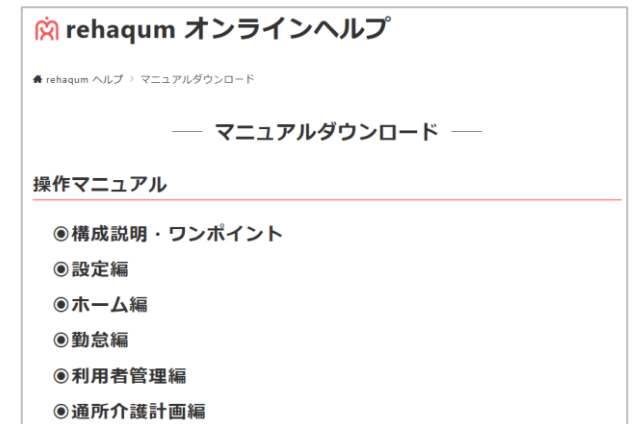 rehaqum オンラインヘルプ
rehaqum ヘルプ > マニュアルダウンロード
マニュアルダウンロード
操作マニュアル
◉構成説明・ワンポイント
◉設定編
◉ホーム編
◉勤怠編
◉利用者管理編
◉通所介護計画編